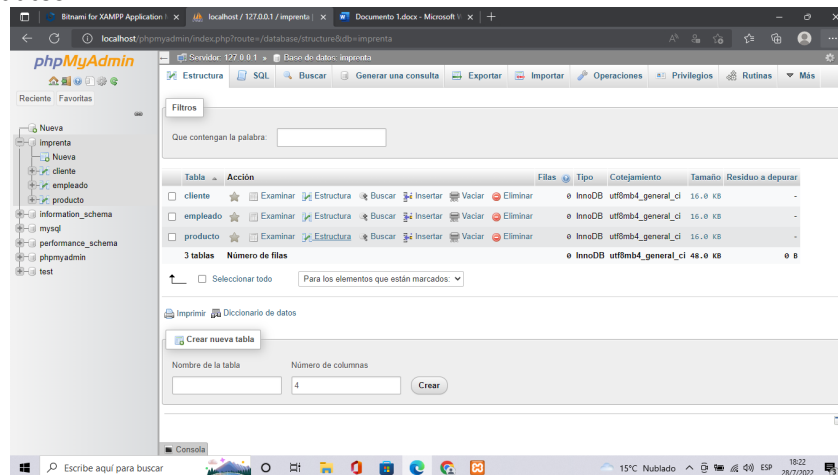 Bitnami for XAMPP Application
localhost / 127.0.0.1 / imprenta |
Documento 1.docx - Microsoft W
localhost/phpmyadmin/index.php?route=/database/structure&db=imprenta
phpMyAdmin
Reciente Favoritas
Nueva
imprenta
Nueva
cliente
empleado
producto
information_schema
mysql
performance_schema
phpmyadmin
test
Servidor: 127.0.0.1 » Base de datos: imprenta
Estructura SQL Buscar Generar una consulta Exportar Importar Operaciones Privilegios Rutinas Más
Filtros
Que contengan la palabra:
Tabla Acción Filas Tipo Cotejamiento Tamaño Residuo a depurar
cliente Examinar Estructura Buscar Insertar Vaciar Eliminar 0 InnoDB utf8mb4_general_ci 16.0 KB -
empleado Examinar Estructura Buscar Insertar Vaciar Eliminar 0 InnoDB utf8mb4_general_ci 16.0 KB -
producto Examinar Estructura Buscar Insertar Vaciar Eliminar 0 InnoDB utf8mb4_general_ci 16.0 KB -
3 tablas Número de filas 0 InnoDB utf8mb4_general_ci 48.0 KB 0 B
Seleccionar todo Para los elementos que están marcados:
Imprimir Diccionario de datos
Crear nueva tabla
Nombre de la tabla Número de columnas
4 Crear
Consola
Escribe aquí para buscar
15°C Nublado ESP 18:22
28/7/2022